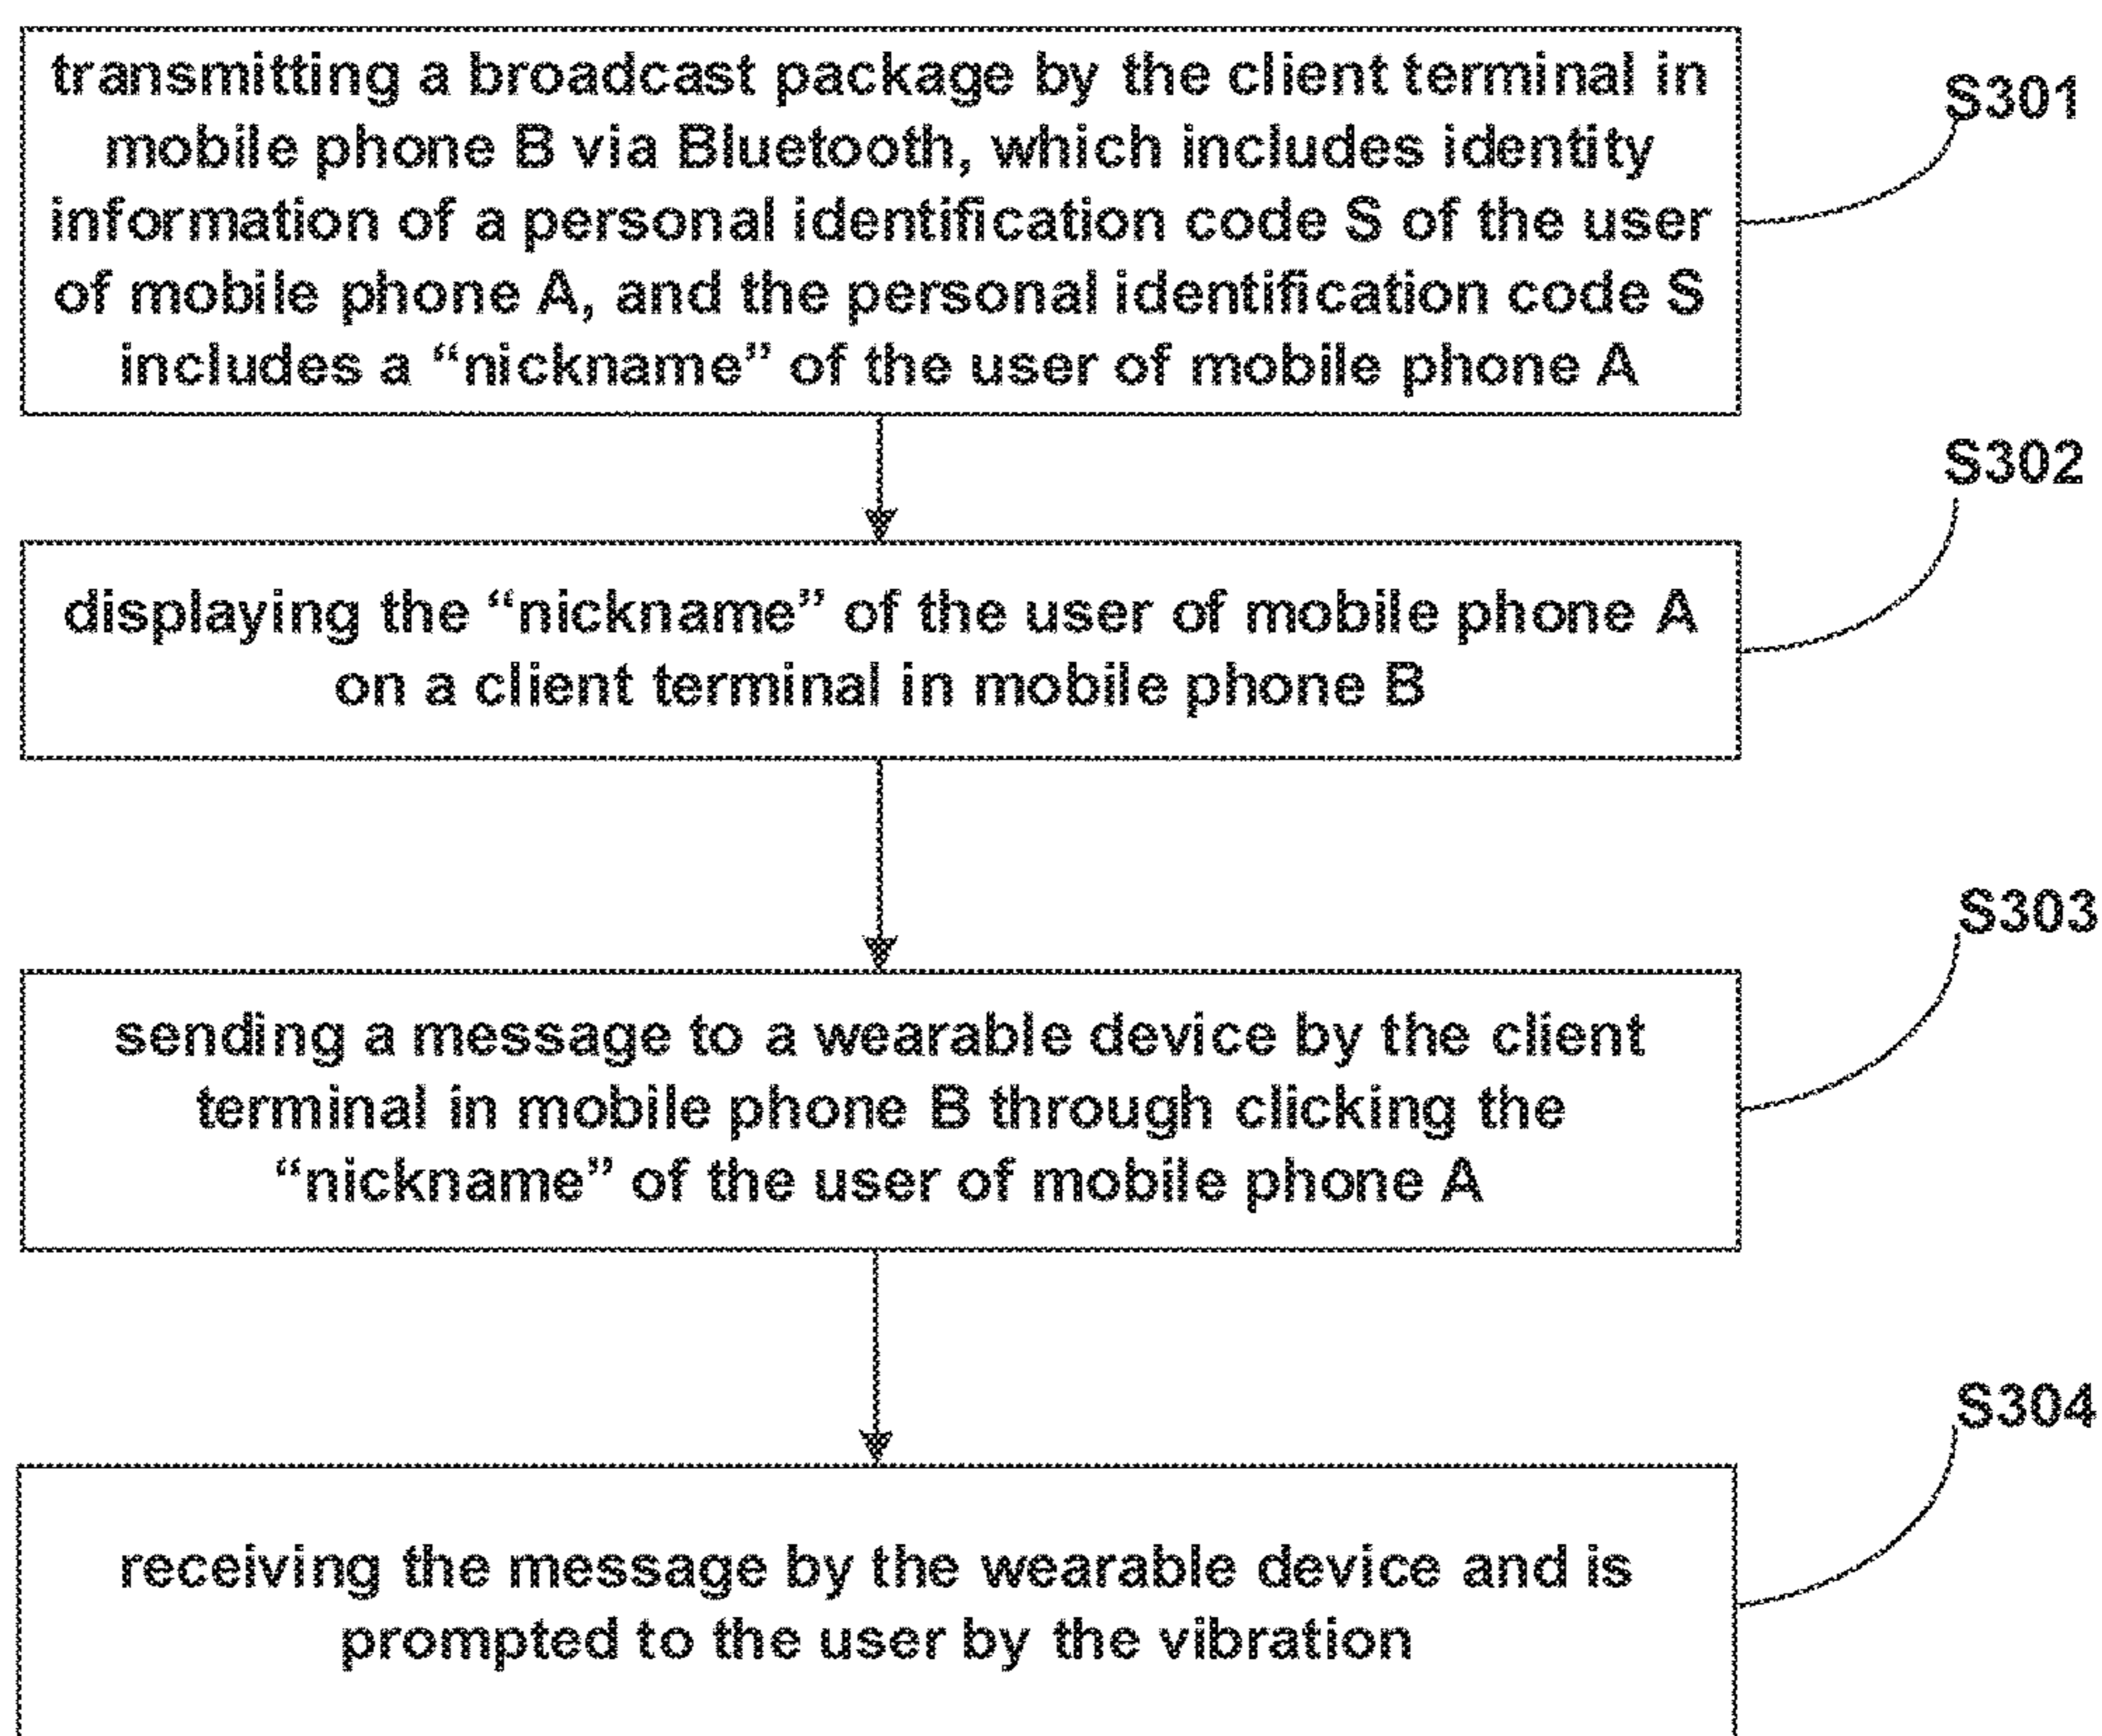 transmitting a broadcast package by the client terminal in
mobile phone B via Bluetooth, which includes identity
information of a personal identification code S of the user
of mobile phone A, and the personal identification code S
includes a “nickname” of the user of mobile phone A
S301
S302
displaying the “nickname” of the user of mobile phone A
on a client terminal in mobile phone B
S303
sending a message to a wearable device by the client
terminal in mobile phone B through clicking the
“nickname” of the user of mobile phone A
S304
receiving the message by the wearable device and is
prompted to the user by the vibration